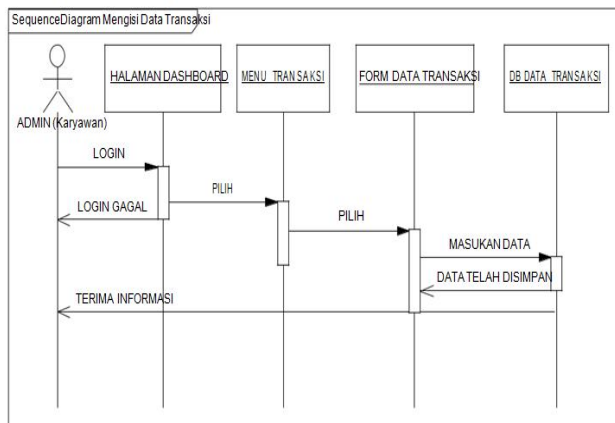 SequenceDiagram Mengisi Data Transaksi
HALAMAN DASHBOARD
MENU TRANSAKSI
FORM DATA TRANSAKSI
DB DATA TRANSAKSI
ADMIN (Karyawan)
LOGIN
PILIH
LOGIN GAGAL
PILIH
MASUKAN DATA
DATA TELAH DISIMPAN
TERIMA INFORMASI